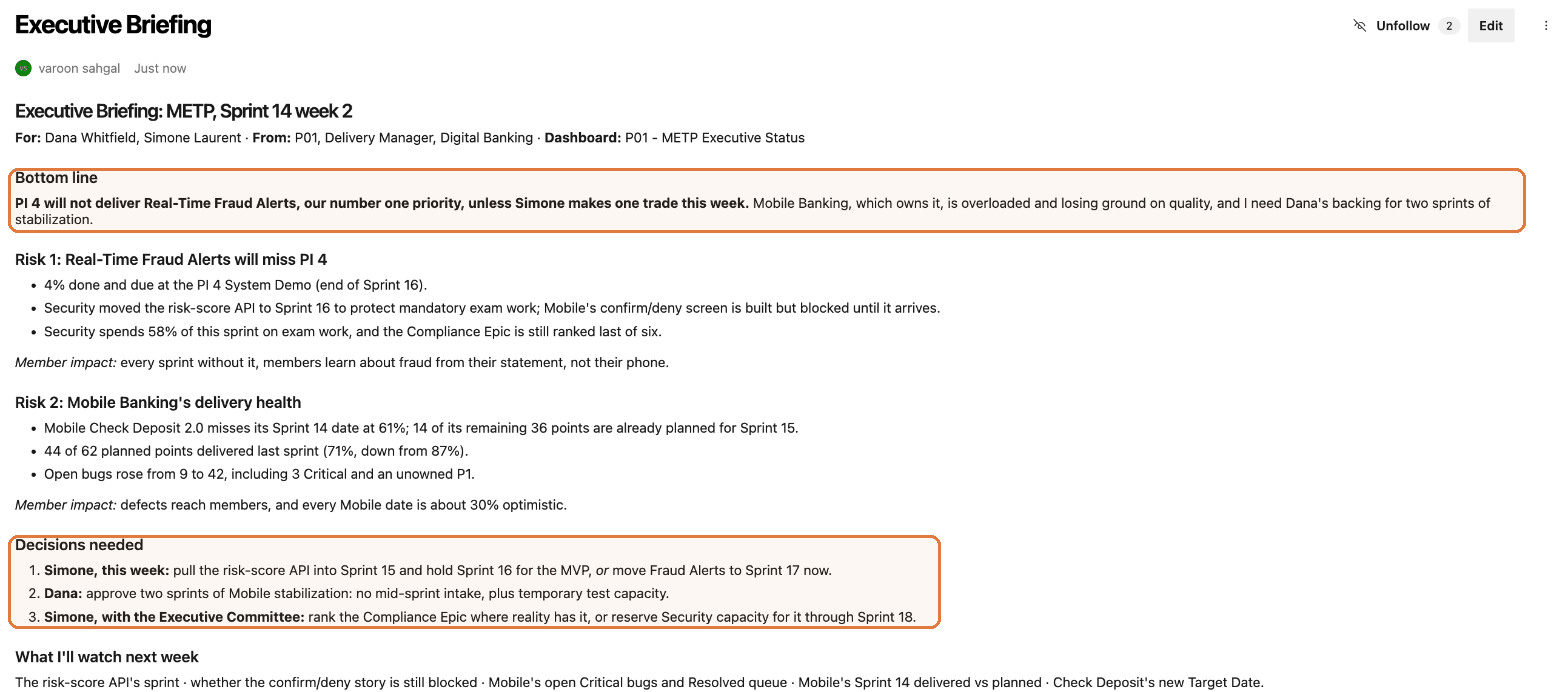 Executive Briefing
Unfollow 2 Edit
varoon sahgal Just now
Executive Briefing: METP, Sprint 14 week 2
For: Dana Whitfield, Simone Laurent · From: P01, Delivery Manager, Digital Banking · Dashboard: P01 - METP Executive Status
Bottom line
PI 4 will not deliver Real-Time Fraud Alerts, our number one priority, unless Simone makes one trade this week. Mobile Banking, which owns it, is overloaded and losing ground on quality, and I need Dana's backing for two sprints of
stabilization.
Risk 1: Real-Time Fraud Alerts will miss PI 4
• 4% done and due at the PI 4 System Demo (end of Sprint 16).
• Security moved the risk-score API to Sprint 16 to protect mandatory exam work; Mobile's confirm/deny screen is built but blocked until it arrives.
• Security spends 58% of this sprint on exam work, and the Compliance Epic is still ranked last of six.
Member impact: every sprint without it, members learn about fraud from their statement, not their phone.
Risk 2: Mobile Banking's delivery health
• Mobile Check Deposit 2.0 misses its Sprint 14 date at 61%; 14 of its remaining 36 points are already planned for Sprint 15.
• 44 of 62 planned points delivered last sprint (71%, down from 87%).
• Open bugs rose from 9 to 42, including 3 Critical and an unowned P1.
Member impact: defects reach members, and every Mobile date is about 30% optimistic.
Decisions needed
1. Simone, this week: pull the risk-score API into Sprint 15 and hold Sprint 16 for the MVP, or move Fraud Alerts to Sprint 17 now.
2. Dana: approve two sprints of Mobile stabilization: no mid-sprint intake, plus temporary test capacity.
3. Simone, with the Executive Committee: rank the Compliance Epic where reality has it, or reserve Security capacity for it through Sprint 18.
What I'll watch next week
The risk-score API's sprint · whether the confirm/deny story is still blocked · Mobile's open Critical bugs and Resolved queue · Mobile's Sprint 14 delivered vs planned · Check Deposit's new Target Date.